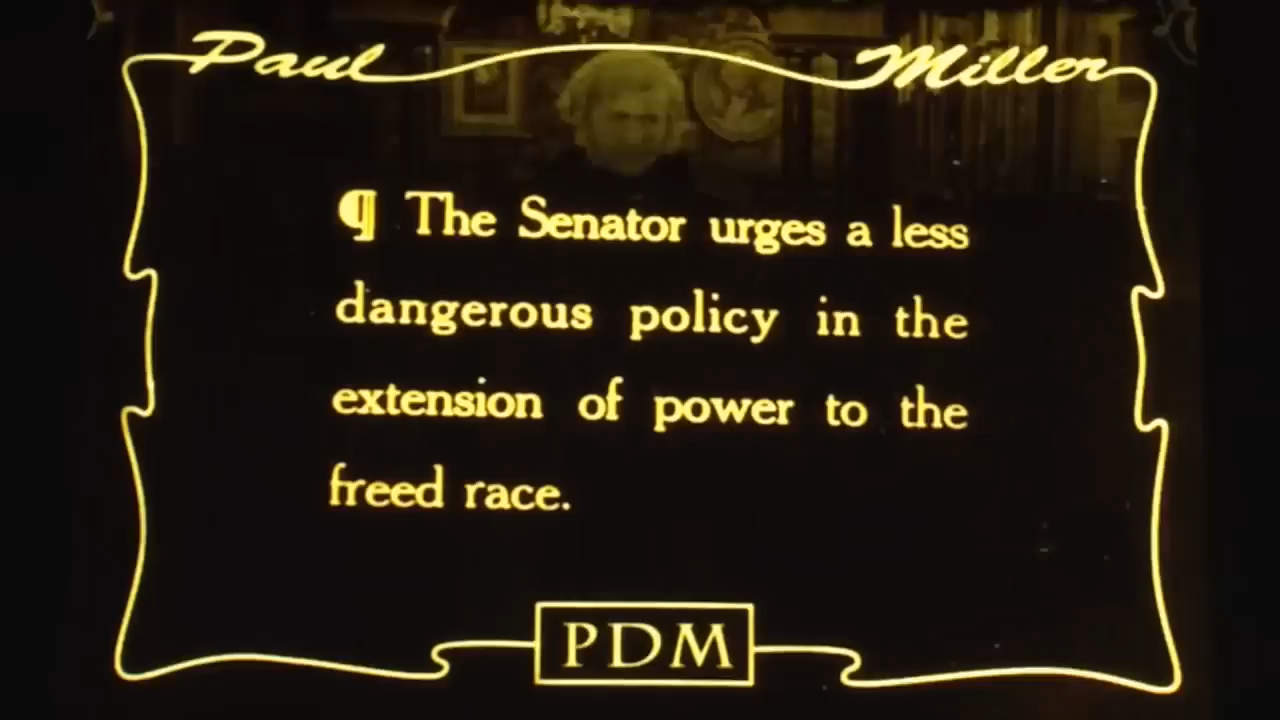 Paul Miller
¶ The Senator urges a less
dangerous policy in the
extension of power to the
freed race.
PDM